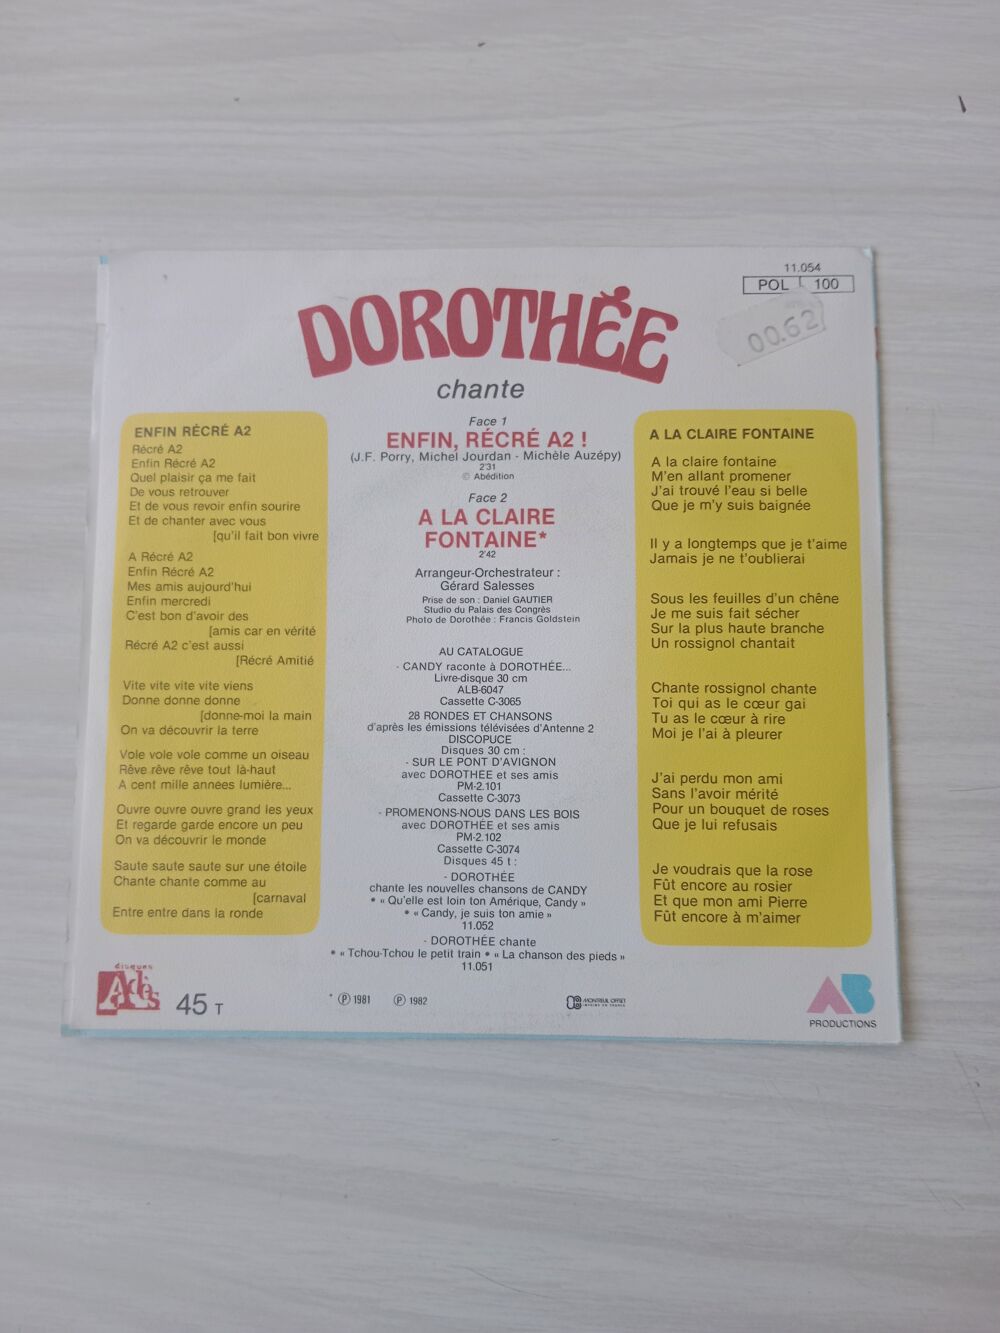 11.054
POL 100
00.62
DOROTHÉE
chante
ENFIN RÉCRÉ A2
Récré A2
Enfin Récré A2
Quel plaisir ça me fait
De vous retrouver
Et de vous revoir enfin sourire
Et de chanter avec vous
[qu'il fait bon vivre
A Récré A2
Enfin Récré A2
Mes amis aujourd'hui
Enfin mercredi
C'est bon d'avoir des
[amis car en vérité
Récré A2 c'est aussi
[Récré Amitié
Vite vite vite vite viens
Donne donne donne
[donne-moi la main
On va découvrir la terre
Vole vole vole comme un oiseau
Rêve rêve rêve tout là-haut
A cent mille annees lumière...
Ouvre ouvre ouvre grand les yeux
Et regarde garde encore un peu
On va découvrir le monde
Saute saute saute sur une étoile
Chante chante comme au
[carnaval
Entre entre dans la ronde
Face 1
ENFIN, RÉCRÉ A2 !
(J.F. Porry, Michel Jourdan - Michèle Auzépy)
2'31
© Abédition
Face 2
A LA CLAIRE
FONTAINE*
2'42
Arrangeur-Orchestrateur :
Gérard Salesses
Prise de son : Daniel GAUTIER
Studio du Palais des Congrès
Photo de Dorothée : Francis Goldstein
AU CATALOGUE
- CANDY raconte à DOROTHÉE...
Livre-disque 30 cm
ALB-6047
Cassette C-3065
28 RONDES ET CHANSONS
d'après les émissions télévisées d'Antenne 2
DISCOPUCE
Disques 30 cm :
- SUR LE PONT D'AVIGNON
avec DOROTHEE et ses amis
PM-2.101
Cassette C-3073
- PROMENONS-NOUS DANS LES BOIS
avec DOROTHÉE et ses amis
PM-2.102
Cassette C-3074
Disques 45 t :
- DOROTHÉE
chante les nouvelles chansons de CANDY
• « Qu'elle est loin ton Amérique, Candy »
• « Candy, je suis ton amie »
11.052
- DOROTHÉE chante
• « Tchou-Tchou le petit train • « La chanson des pieds »
11.051
A LA CLAIRE FONTAINE
A la claire fontaine
M'en allant promener
J'ai trouvé l'eau si belle
Que je m'y suis baignée
Il y a longtemps que je t'aime
Jamais je ne t'oublierai
Sous les feuilles d'un chêne
Je me suis fait sécher
Sur la plus haute branche
Un rossignol chantait
Chante rossignol chante
Toi qui as le cœur gai
Tu as le cœur à rire
Moi je l'ai à pleurer
J'ai perdu mon ami
Sans l'avoir mérité
Pour un bouquet de roses
Que je lui refusais
Je voudrais que la rose
Fût encore au rosier
Et que mon ami Pierre
Fût encore à m'aimer
disques
Adès
45 T
* Ⓟ 1981 Ⓟ 1982
MONTREUIL OFFSET
IMPRIMÉ EN FRANCE
AB
PRODUCTIONS